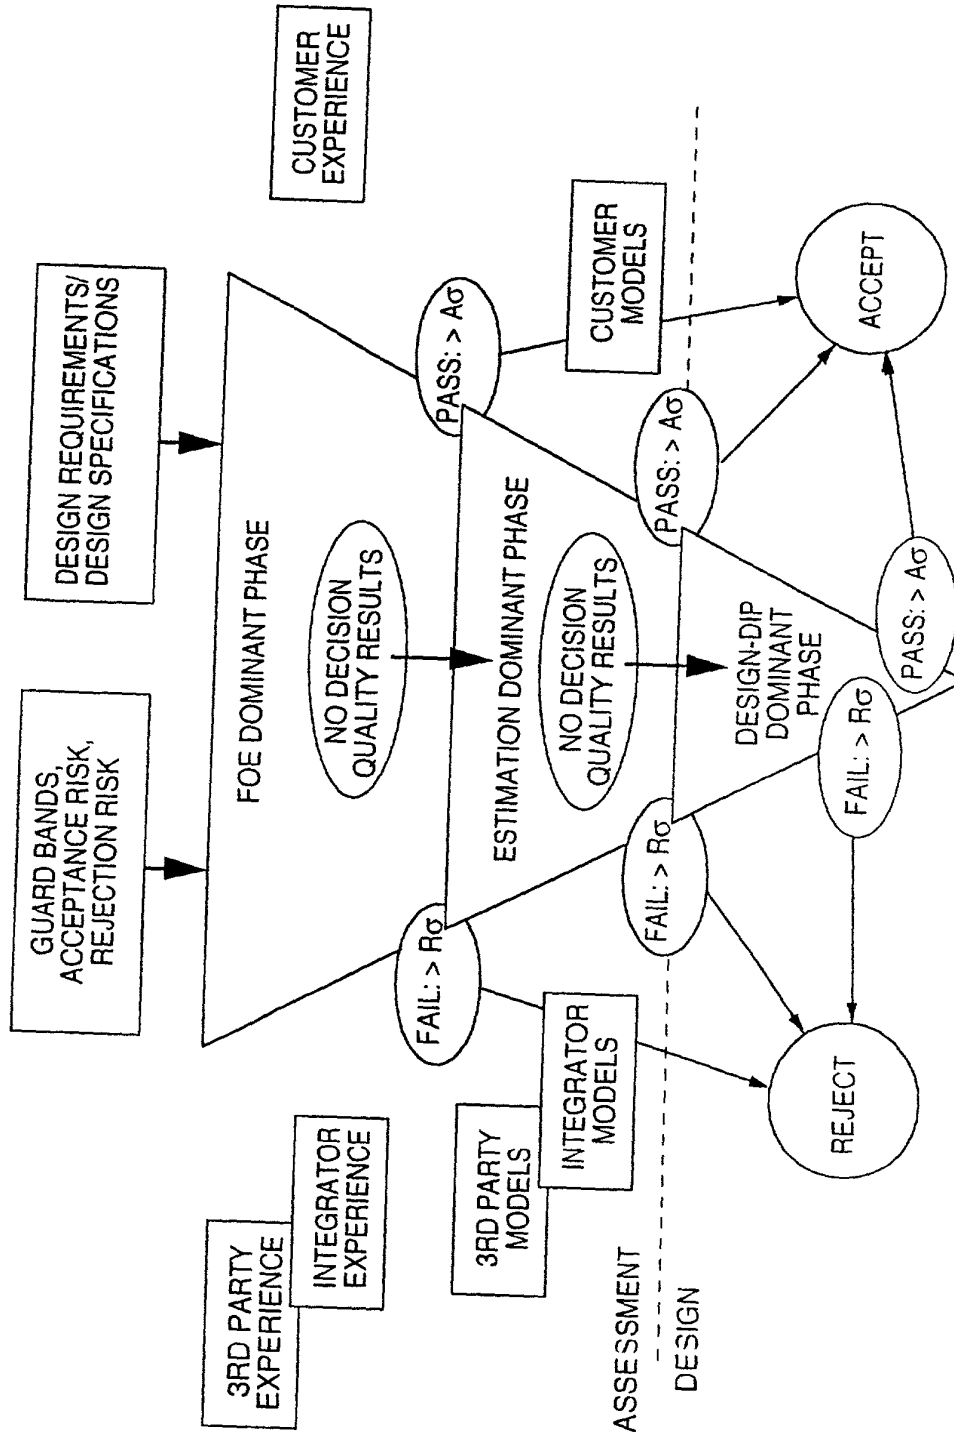 GUARD BANDS,
ACCEPTANCE RISK,
REJECTION RISK
DESIGN REQUIREMENTS/
DESIGN SPECIFICATIONS
3RD PARTY
EXPERIENCE
INTEGRATOR
EXPERIENCE
FOE DOMINANT PHASE
CUSTOMER
EXPERIENCE
NO DECISION
QUALITY RESULTS
FAIL: > Rσ
PASS: > Aσ
3RD PARTY
MODELS
INTEGRATOR
MODELS
ESTIMATION DOMINANT PHASE
CUSTOMER
MODELS
NO DECISION
QUALITY RESULTS
FAIL: > Rσ
PASS: > Aσ
ASSESSMENT
DESIGN
DESIGN-DIP
DOMINANT
PHASE
FAIL: > Rσ
PASS: > Aσ
REJECT
ACCEPT